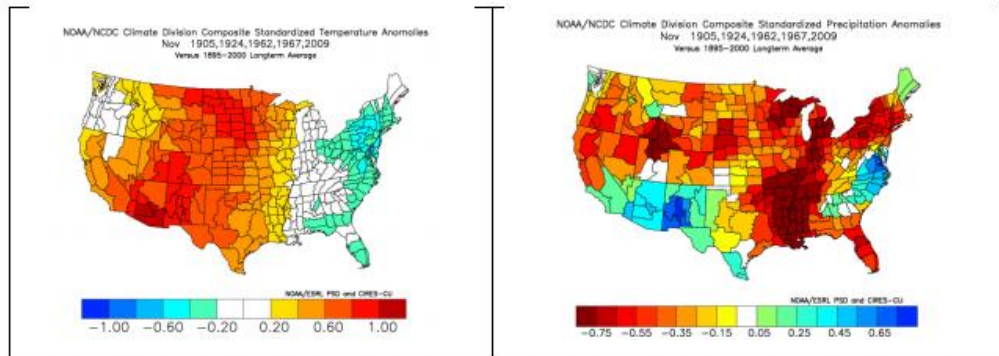 NOAA/NCDC Climate Division Composite Standardized Temperature Anomalies
Nov 1905,1924,1962,1967,2009
Versus 1895-2000 Longterm Average
NOAA/ESRL PSD and CIRES-CU
-1.00 -0.60 -0.20 0.20 0.60 1.00
NOAA/NCDC Climate Division Composite Standardized Precipitation Anomalies
Nov 1905,1924,1962,1967,2009
Versus 1895-2000 Longterm Average
NOAA/ESRL PSD and CIRES-CU
-0.75 -0.55 -0.35 -0.15 0.05 0.25 0.45 0.65